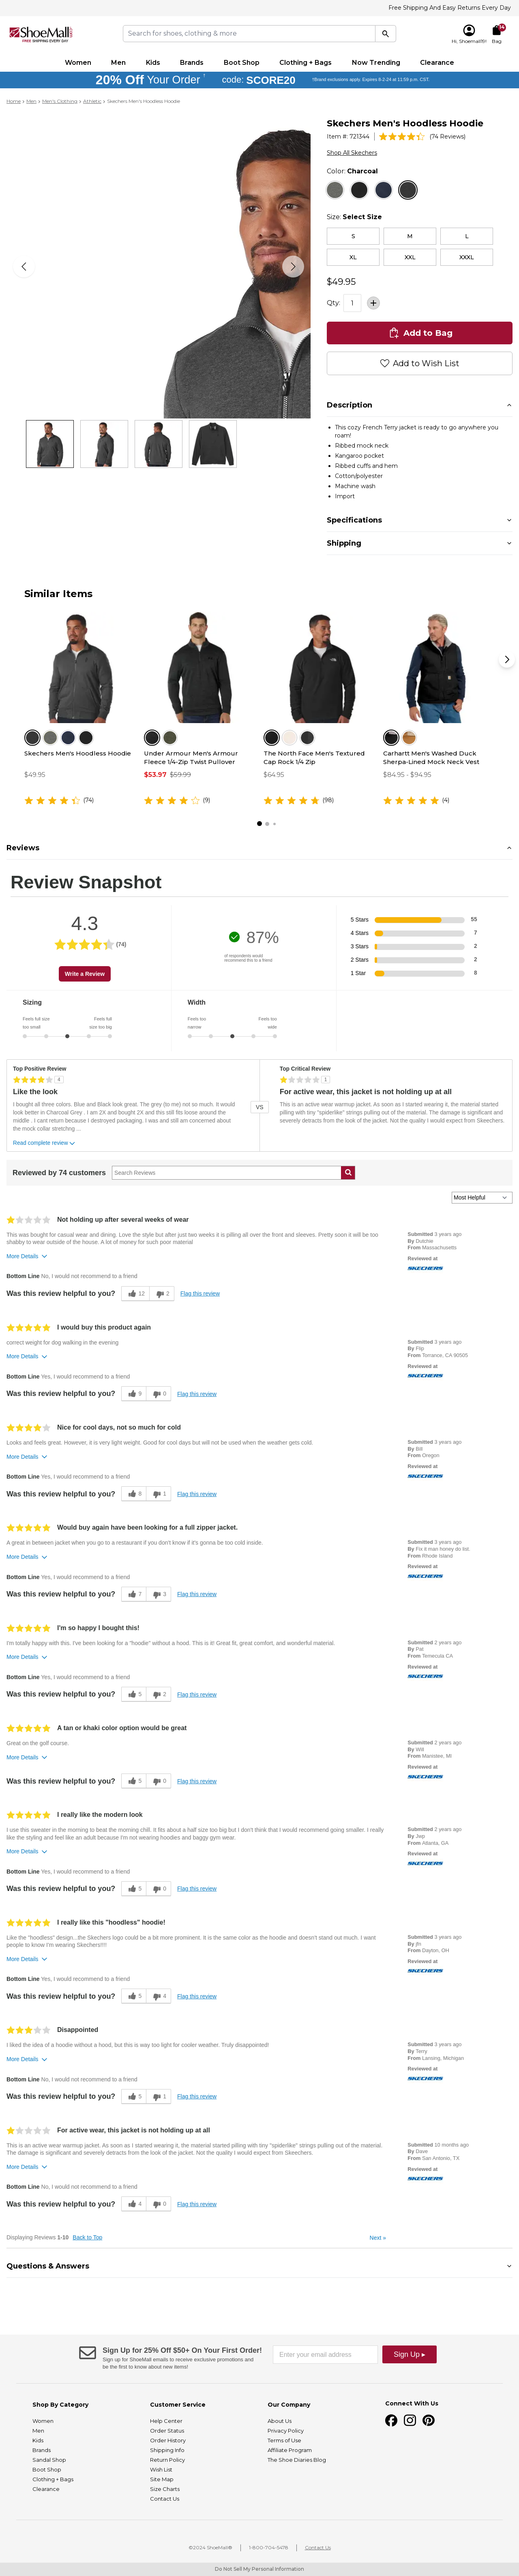 Free Shipping And Easy Returns Every Day
SHOEMALL
FREE SHIPPING EVERY DAY
Search for shoes, clothing & more
Hi, Shoemall19!
Bag
Women
Men
Kids
Brands
Boot Shop
Clothing + Bags
Now Trending
Clearance
20% Off Your Order † code: SCORE20 †Brand exclusions apply. Expires 8-2-24 at 11:59 p.m. CST.
Home > Men > Men's Clothing > Athletic > Skechers Men's Hoodless Hoodie
Skechers Men's Hoodless Hoodie
Item #: 721344 (74 Reviews)
Shop All Skechers
Color: Charcoal
Size: Select Size
S M L
XL XXL XXXL
$49.95
Qty: 1 +
Add to Bag
Add to Wish List
Description
This cozy French Terry jacket is ready to go anywhere you
roam!
Ribbed mock neck
Kangaroo pocket
Ribbed cuffs and hem
Cotton/polyester
Machine wash
Import
Specifications
Shipping
Similar Items
Skechers Men's Hoodless Hoodie
$49.95
(74)
Under Armour Men's Armour
Fleece 1/4-Zip Twist Pullover
$53.97 $59.99
(9)
The North Face Men's Textured
Cap Rock 1/4 Zip
$64.95
(98)
Carhartt Men's Washed Duck
Sherpa-Lined Mock Neck Vest
$84.95 - $94.95
(4)
Reviews
Review Snapshot
4.3
(74)
Write a Review
87%
of respondents would
recommend this to a friend
5 Stars 55
4 Stars 7
3 Stars 2
2 Stars 2
1 Star 8
Sizing
Feels full size too small
Feels full size too big
Width
Feels too narrow
Feels too wide
Top Positive Review
4
Like the look
I bought all three colors. Blue and Black look great. The grey (to me) not so much. It would
look better in Charcoal Grey . I am 2X and bought 2X and this still fits loose around the
middle . I cant return because I destroyed packaging. I was and still am uncomfortable about
the mock collar stretchng ...
Read complete review
VS
Top Critical Review
1
For active wear, this jacket is not holding up at all
This is an active wear warmup jacket. As soon as I started wearing it, the material started
pilling with tiny "spiderlike" strings pulling out of the material. The damage is significant and
severely detracts from the look of the jacket. Not the quality I would expect from Skeechers.
Reviewed by 74 customers
Search Reviews
Most Helpful
Not holding up after several weeks of wear
This was bought for casual wear and dining. Love the style but after just two weeks it is pilling all over the front and sleeves. Pretty soon it will be too
shabby to wear outside of the house. A lot of money for such poor material
More Details
Bottom Line No, I would not recommend to a friend
Was this review helpful to you? 12 2 Flag this review
Submitted 3 years ago
By Dutchie
From Massachusetts
Reviewed at
SKECHERS
I would buy this product again
correct weight for dog walking in the evening
More Details
Bottom Line Yes, I would recommend to a friend
Was this review helpful to you? 9 0 Flag this review
Submitted 3 years ago
By Flip
From Torrance, CA 90505
Reviewed at
SKECHERS
Nice for cool days, not so much for cold
Looks and feels great. However, it is very light weight. Good for cool days but will not be used when the weather gets cold.
More Details
Bottom Line Yes, I would recommend to a friend
Was this review helpful to you? 8 1 Flag this review
Submitted 3 years ago
By Bill
From Oregon
Reviewed at
SKECHERS
Would buy again have been looking for a full zipper jacket.
A great in between jacket when you go to a restaurant if you don't know if it's gonna be too cold inside.
More Details
Bottom Line Yes, I would recommend to a friend
Was this review helpful to you? 7 3 Flag this review
Submitted 3 years ago
By Fix it man honey do list.
From Rhode Island
Reviewed at
SKECHERS
I'm so happy I bought this!
I'm totally happy with this. I've been looking for a "hoodie" without a hood. This is it! Great fit, great comfort, and wonderful material.
More Details
Bottom Line Yes, I would recommend to a friend
Was this review helpful to you? 5 2 Flag this review
Submitted 2 years ago
By Pat
From Temecula CA
Reviewed at
SKECHERS
A tan or khaki color option would be great
Great on the golf course.
More Details
Was this review helpful to you? 5 0 Flag this review
Submitted 2 years ago
By Will
From Manistee, MI
Reviewed at
SKECHERS
I really like the modern look
I use this sweater in the morning to beat the morning chill. It fits about a half size too big but I don't think that I would recommend going smaller. I really
like the styling and feel like an adult because I'm not wearing hoodies and baggy gym wear.
More Details
Bottom Line Yes, I would recommend to a friend
Was this review helpful to you? 5 0 Flag this review
Submitted 2 years ago
By Jwp
From Atlanta, GA
Reviewed at
SKECHERS
I really like this "hoodless" hoodie!
Like the "hoodless" design...the Skechers logo could be a bit more prominent. It is the same color as the hoodie and doesn't stand out much. I want
people to know I'm wearing Skechers!!!!
More Details
Bottom Line Yes, I would recommend to a friend
Was this review helpful to you? 5 4 Flag this review
Submitted 3 years ago
By jfn
From Dayton, OH
Reviewed at
SKECHERS
Disappointed
I liked the idea of a hoodie without a hood, but this is way too light for cooler weather. Truly disappointed!
More Details
Bottom Line No, I would not recommend to a friend
Was this review helpful to you? 5 1 Flag this review
Submitted 3 years ago
By Terry
From Lansing, Michigan
Reviewed at
SKECHERS
For active wear, this jacket is not holding up at all
This is an active wear warmup jacket. As soon as I started wearing it, the material started pilling with tiny "spiderlike" strings pulling out of the material.
The damage is significant and severely detracts from the look of the jacket. Not the quality I would expect from Skeechers.
More Details
Bottom Line No, I would not recommend to a friend
Was this review helpful to you? 4 0 Flag this review
Submitted 10 months ago
By Dave
From San Antonio, TX
Reviewed at
SKECHERS
Displaying Reviews 1-10 Back to Top
Next »
Questions & Answers
Sign Up for 25% Off $50+ On Your First Order!
Sign up for ShoeMall emails to receive exclusive promotions and
be the first to know about new items!
Enter your email address
Sign Up ▸
Shop By Category
Women
Men
Kids
Brands
Sandal Shop
Boot Shop
Clothing + Bags
Clearance
Customer Service
Help Center
Order Status
Order History
Shipping Info
Return Policy
Wish List
Site Map
Size Charts
Contact Us
Our Company
About Us
Privacy Policy
Terms of Use
Affiliate Program
The Shoe Diaries Blog
Connect With Us
©2024 ShoeMall® | 1-800-704-5478 | Contact Us
Do Not Sell My Personal Information